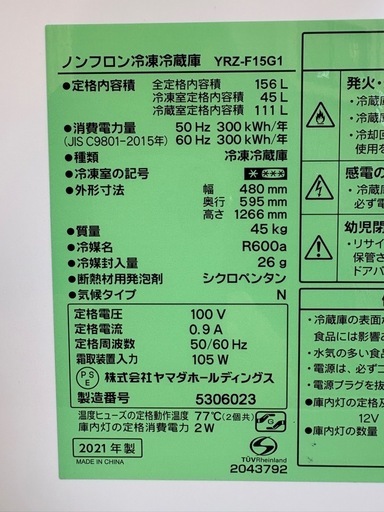 ノンフロン冷凍冷蔵庫 YRZ-F15G1
●定格内容積 全定格内容積 156 L
冷凍室定格内容積 45 L
冷蔵室定格内容積 111 L
●消費電力量 50 Hz 300 kWh/年
(JIS C9801-2015年) 60 Hz 300 kWh/年
●種類 冷凍冷蔵庫
●冷凍室の記号
●外形寸法 幅 480 mm
奥行 595 mm
高さ 1266 mm
●質量 45 kg
●冷媒名 R600a
●冷媒封入量 26 g
●断熱材用発泡剤 シクロペンタン
●気候タイプ N
定格電圧 100 V
定格電流 0.9 A
定格周波数 50/60 Hz
霜取装置入力 105 W
PSE 株式会社ヤマダホールディングス
製造番号 5306023
温度ヒューズの定格動作温度 77℃(2個共)
庫内灯の定格消費電力 2 W
2021 年製
MADE IN CHINA
TÜVRheinland
2043792
発火・
・冷蔵庫
・冷蔵庫
・冷却回
使用を
感電の
・冷蔵庫
必ず電
幼児閉
・リサイ
保管さ
ドアパ
・冷蔵庫の表面が
食品には影響
・水気の多い食品
・電源は、必ずコ
・電源プラグを抜
●庫内灯の定格及
12V
●庫内灯の数量